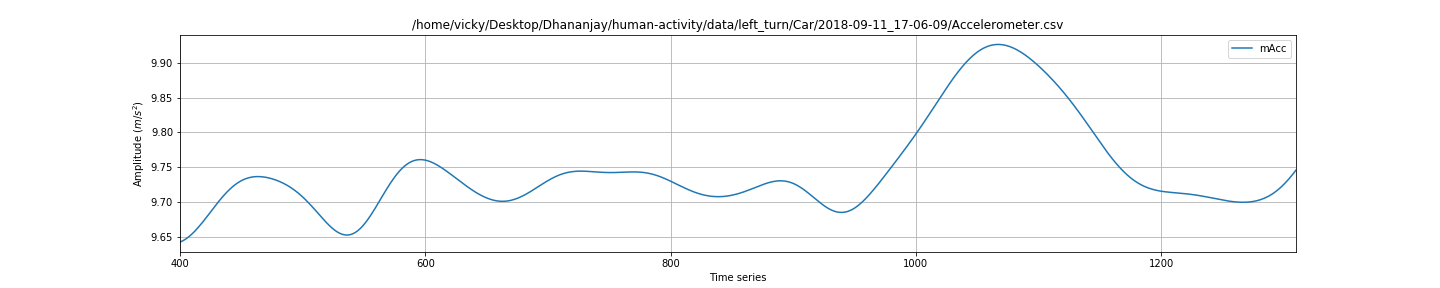 /home/vicky/Desktop/Dhananjay/human-activity/data/left_turn/Car/2018-09-11_17-06-09/Accelerometer.csv
mAcc
9.90
9.85
9.80
9.75
9.70
9.65
Amplitude (m/s²)
400 600 800 1000 1200
Time series